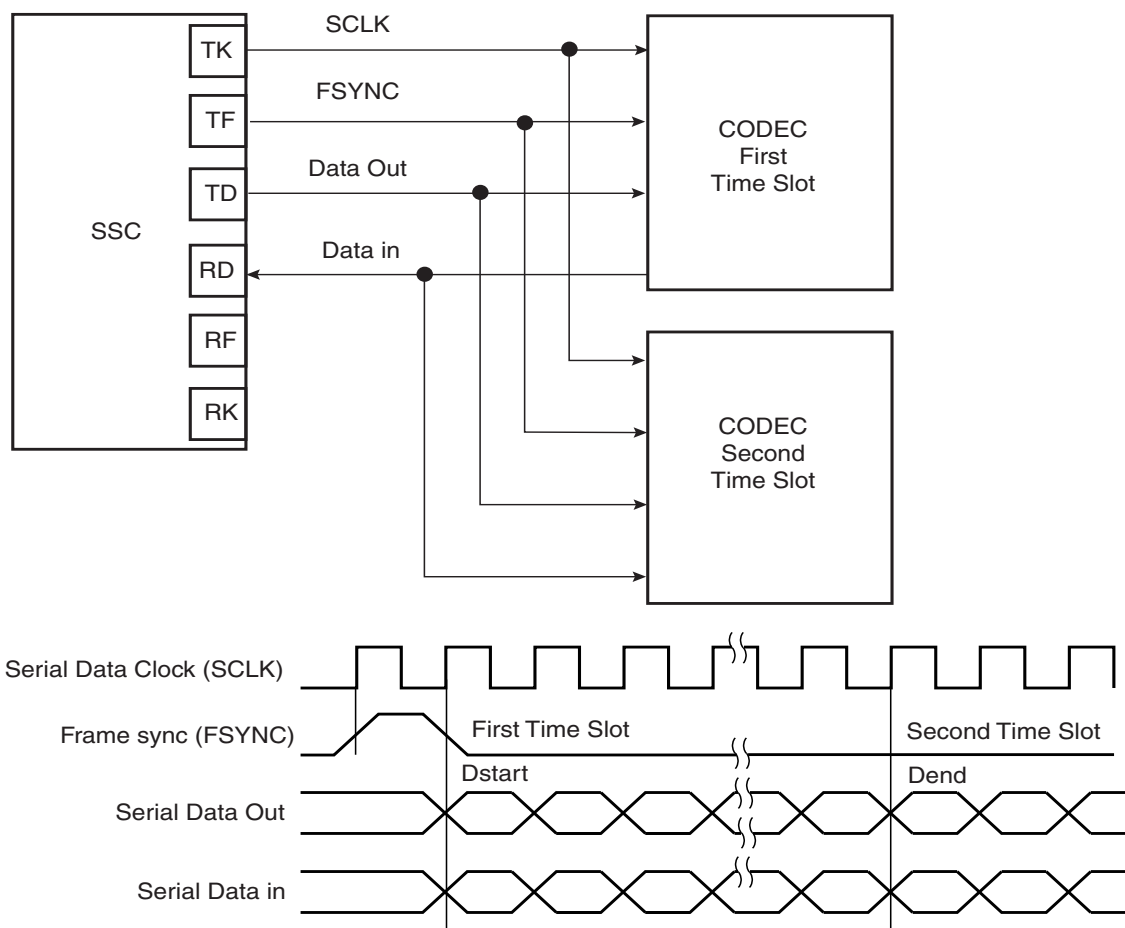 SCLK
TK
FSYNC
TF
CODEC
First
Time Slot
Data Out
TD
SSC
Data in
RD
RF
RK
CODEC
Second
Time Slot
Serial Data Clock (SCLK)
Frame sync (FSYNC)
First Time Slot
Second Time Slot
Dstart
Dend
Serial Data Out
Serial Data in